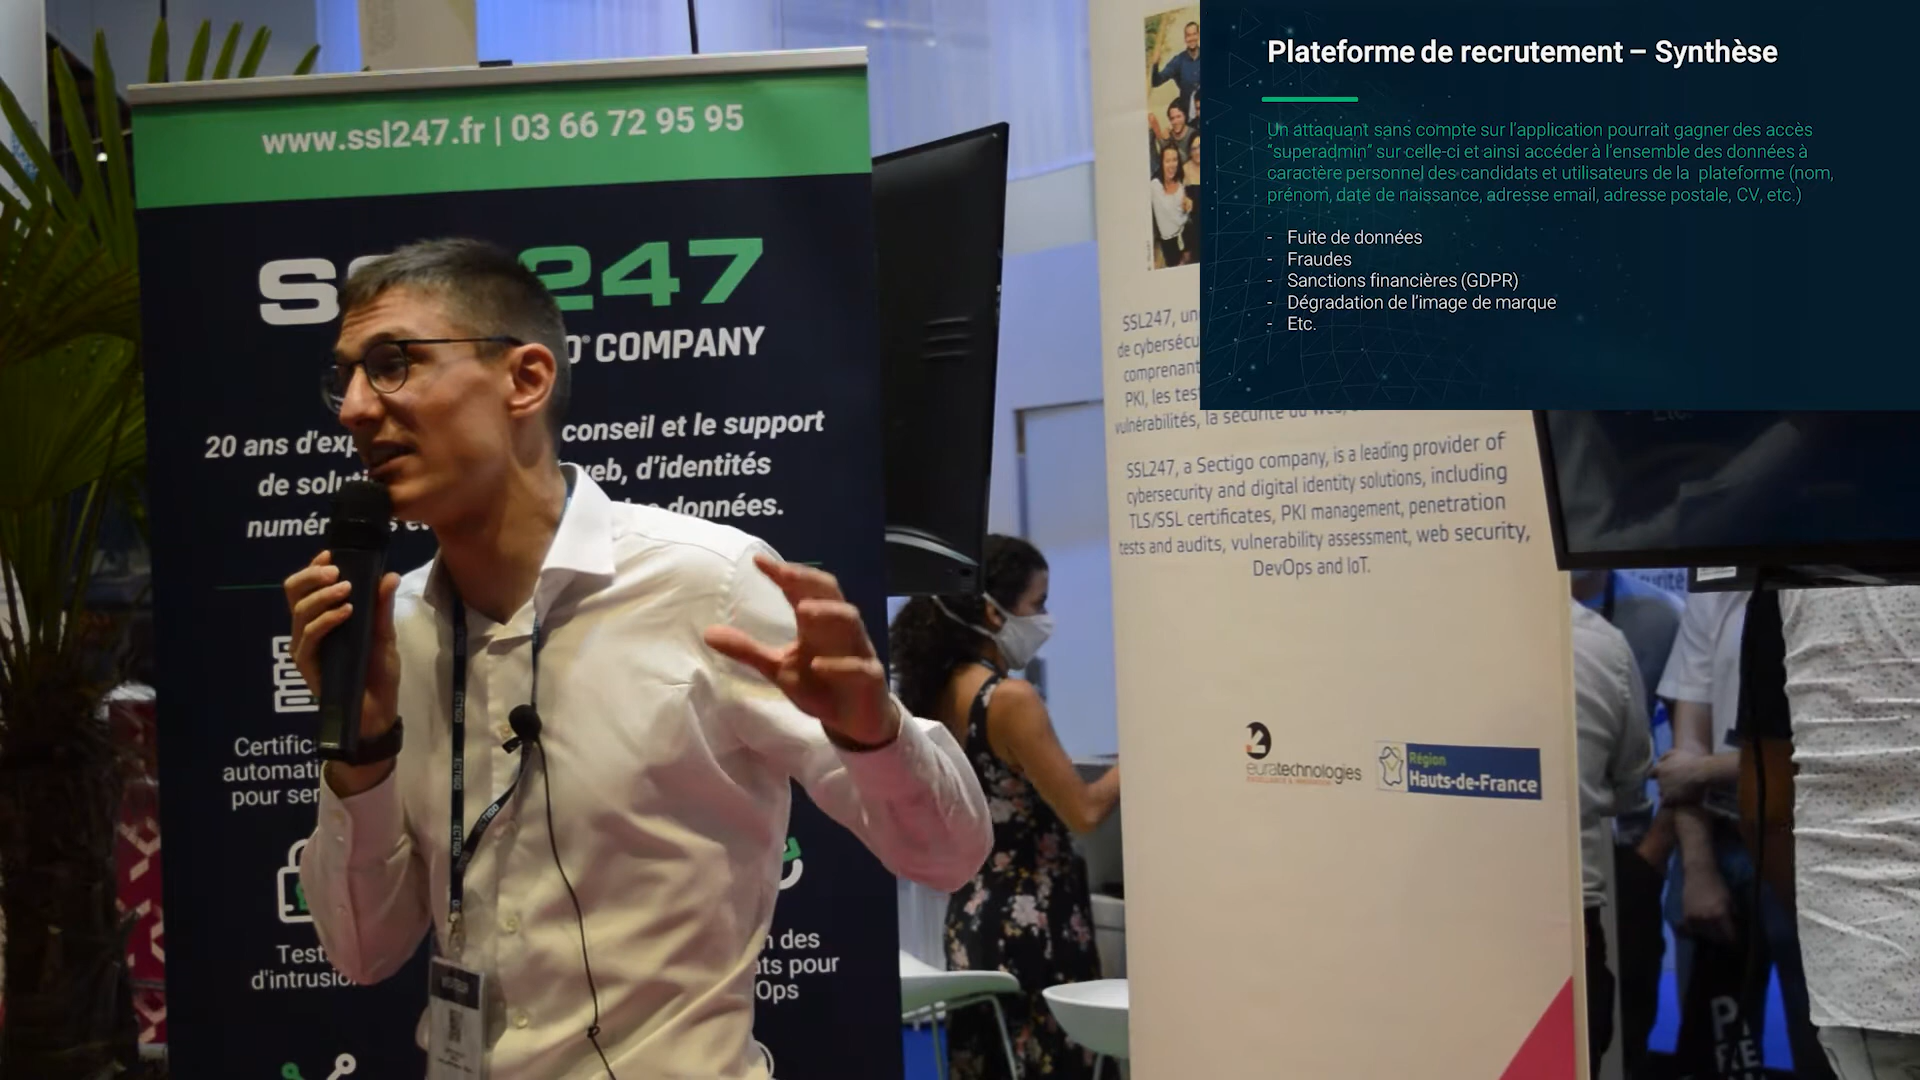 www.ssl247.fr | 03 66 72 95 95
247
COMPANY
20 ans d'exp
conseil et le support
web, d'identités
données.
Certific
automati
pour ser
Test
d'intrusio
des
pour
Ops
Plateforme de recrutement – Synthèse
Un attaquant sans compte sur l'application pourrait gagner des accès
"superadmin" sur celle-ci et ainsi accéder à l'ensemble des données à
caractère personnel des candidats et utilisateurs de la plateforme (nom,
prénom, date de naissance, adresse email, adresse postale, CV, etc.)
- Fuite de données
- Fraudes
- Sanctions financières (GDPR)
- Dégradation de l'image de marque
- Etc.
SSL247, un
de cybersécu
comprenant
PKI, les tes
vulnérabilités, la sécurité du web,
SSL247, a Sectigo company, is a leading provider of
cybersecurity and digital identity solutions, including
TLS/SSL certificates, PKI management, penetration
tests and audits, vulnerability assessment, web security,
DevOps and IoT.
euratechnologies
Région
Hauts-de-France